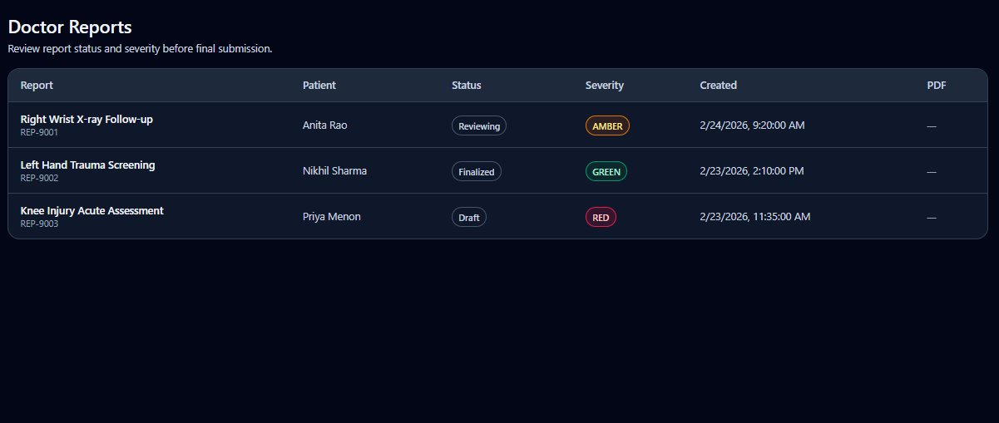 Doctor Reports
Review report status and severity before final submission.
Report Patient Status Severity Created PDF
Right Wrist X-ray Follow-up
REP-9001
Anita Rao Reviewing AMBER 2/24/2026, 9:20:00 AM —
Left Hand Trauma Screening
REP-9002
Nikhil Sharma Finalized GREEN 2/23/2026, 2:10:00 PM —
Knee Injury Acute Assessment
REP-9003
Priya Menon Draft RED 2/23/2026, 11:35:00 AM —